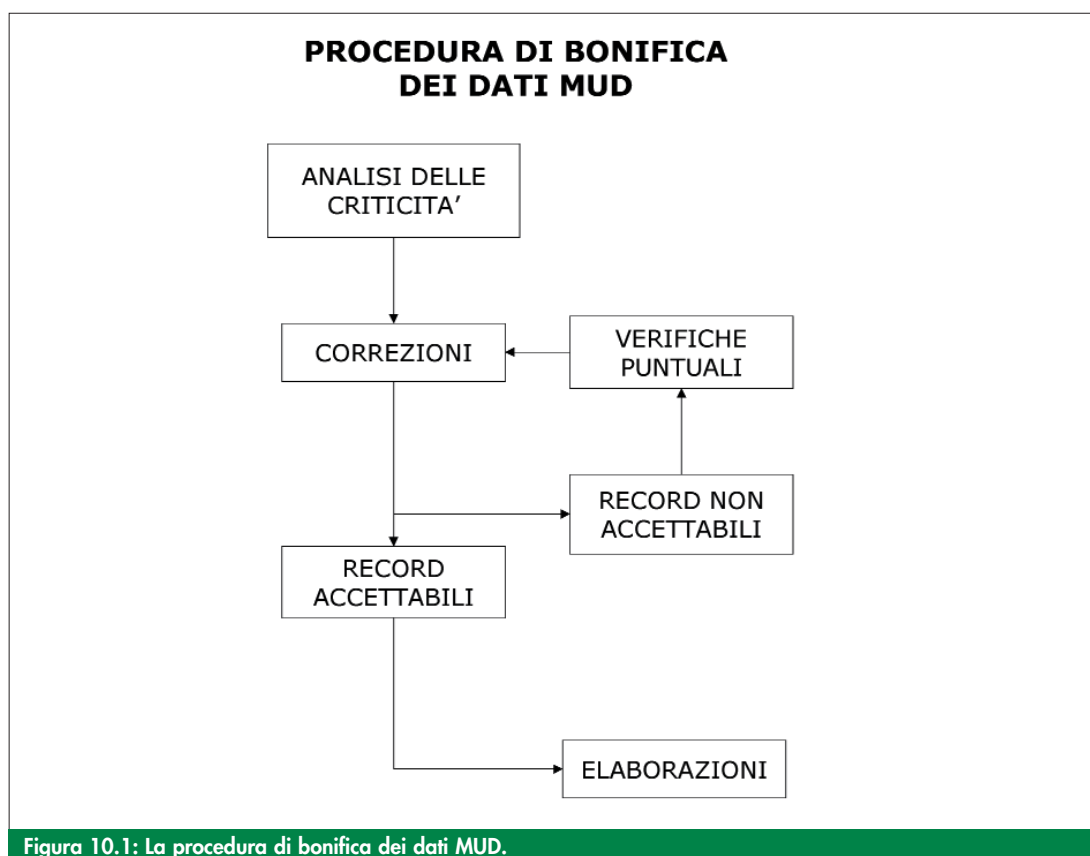 PROCEDURA DI BONIFICA
DEI DATI MUD
ANALISI DELLE
CRITICITA’
CORREZIONI
VERIFICHE
PUNTUALI
RECORD NON
ACCETTABILI
RECORD
ACCETTABILI
ELABORAZIONI
Figura 10.1: La procedura di bonifica dei dati MUD.